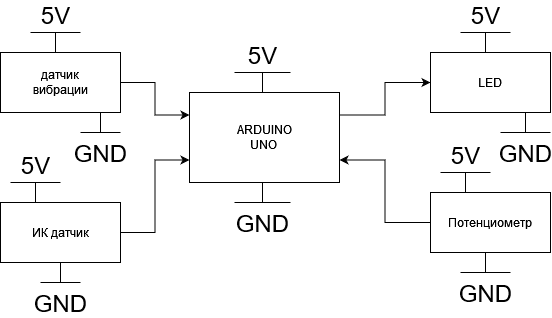 5V
датчик
вибрации
GND
5V
ИК датчик
GND
5V
ARDUINO
UNO
GND
5V
LED
GND
5V
Потенциометр
GND